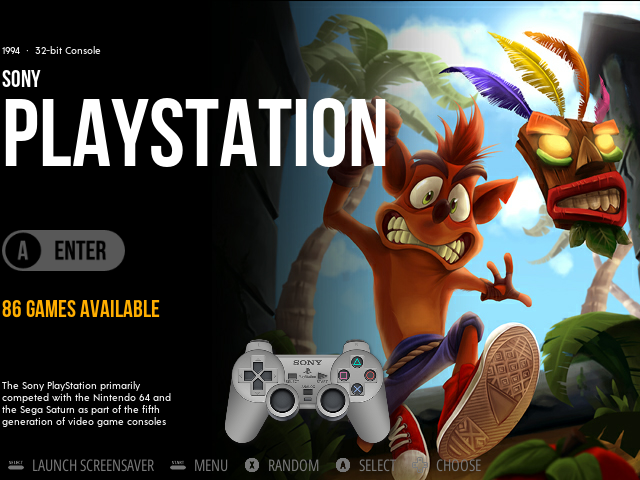 1994 · 32-bit Console
SONY
PLAYSTATION
A ENTER
86 GAMES AVAILABLE
SONY
The Sony PlayStation primarily
competed with the Nintendo 64 and
the Sega Saturn as part of the fifth
generation of video game consoles
SELECT LAUNCH SCREENSAVER START MENU X RANDOM A SELECT CHOOSE